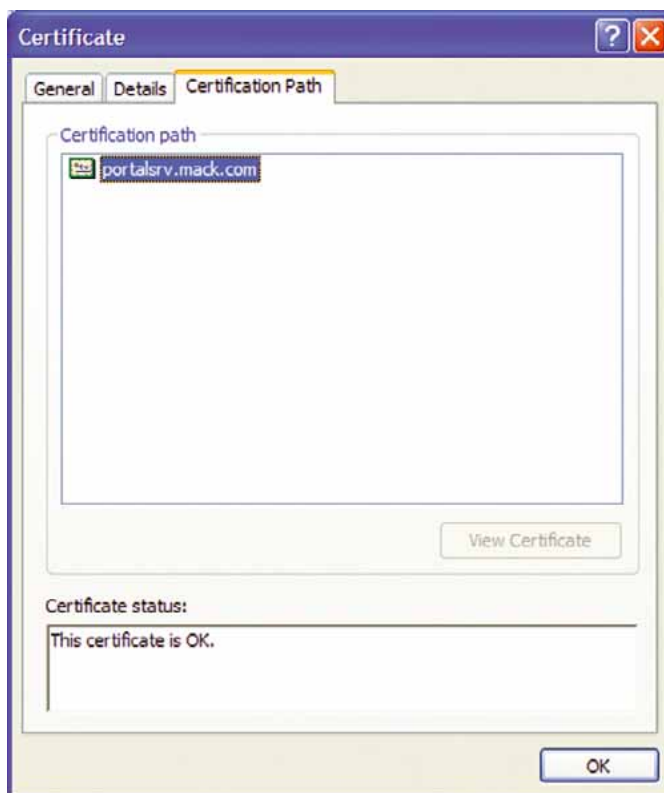 Certificate
General Details Certification Path
Certification path
portalsrv.mack.com
View Certificate
Certificate status:
This certificate is OK.
OK